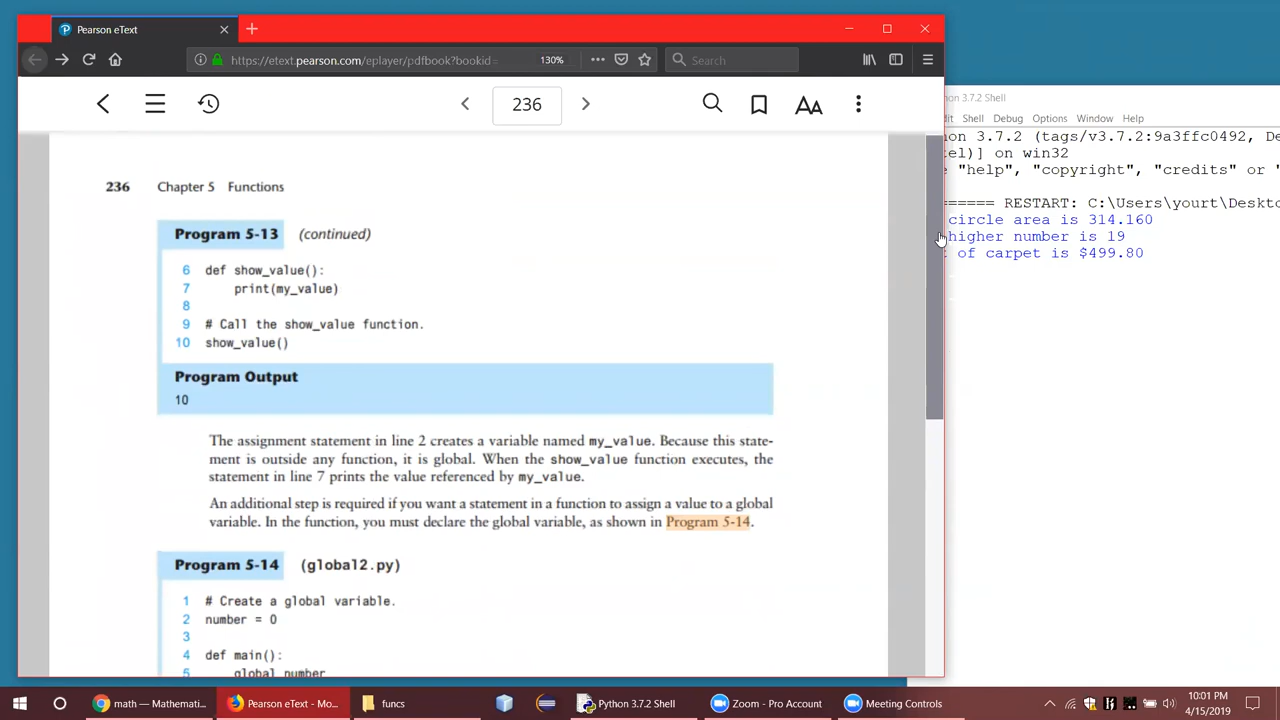 Pearson eText
https://etext.pearson.com/eplayer/pdfbook?bookid=
130%
Search
236
236 Chapter 5 Functions
Program 5-13 (continued)
6 def show_value():
7 print(my_value)
8
9 # Call the show_value function.
10 show_value()
Program Output
10
The assignment statement in line 2 creates a variable named my_value. Because this state-
ment is outside any function, it is global. When the show_value function executes, the
statement in line 7 prints the value referenced by my_value.
An additional step is required if you want a statement in a function to assign a value to a global
variable. In the function, you must declare the global variable, as shown in Program 5-14.
Program 5-14 (global2.py)
1 # Create a global variable.
2 number = 0
3
4 def main():
5 global number
3.7.2 Shell
Shell Debug Options Window Help
3.7.2 (tags/v3.7.2:9a3ffc0492, De
on win32
"help", "copyright", "credits" or
====== RESTART: C:\Users\yourt\Deskto
circle area is 314.160
higher number is 19
of carpet is $499.80
math — Mathemati...
Pearson eText - Mo...
funcs
Python 3.7.2 Shell
Zoom - Pro Account
Meeting Controls
10:01 PM
4/15/2019